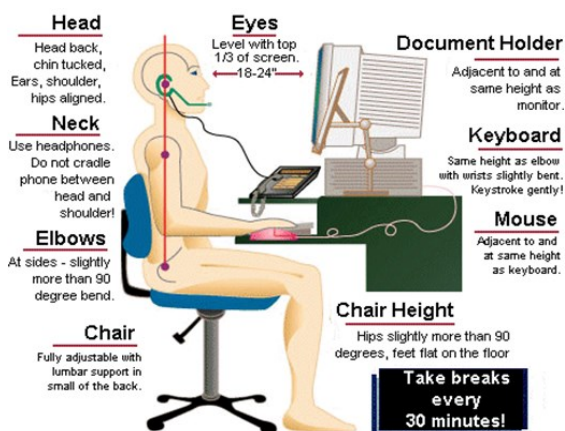 Head
Head back,
chin tucked,
Ears, shoulder,
hips aligned.
Neck
Use headphones.
Do not cradle
phone between
head and
shoulder!
Elbows
At sides - slightly
more than 90
degree bend.
Chair
Fully adjustable with
lumbar support in
small of the back.
Eyes
Level with top
1/3 of screen.
18-24"
Document Holder
Adjacent to and at
same height as
monitor.
Keyboard
Same height as elbow
with wrists slightly bent.
Keystroke gently!
Mouse
Adjacent to and
at same height
as keyboard.
Chair Height
Hips slightly more than 90
degrees, feet flat on the floor
Take breaks
every
30 minutes!